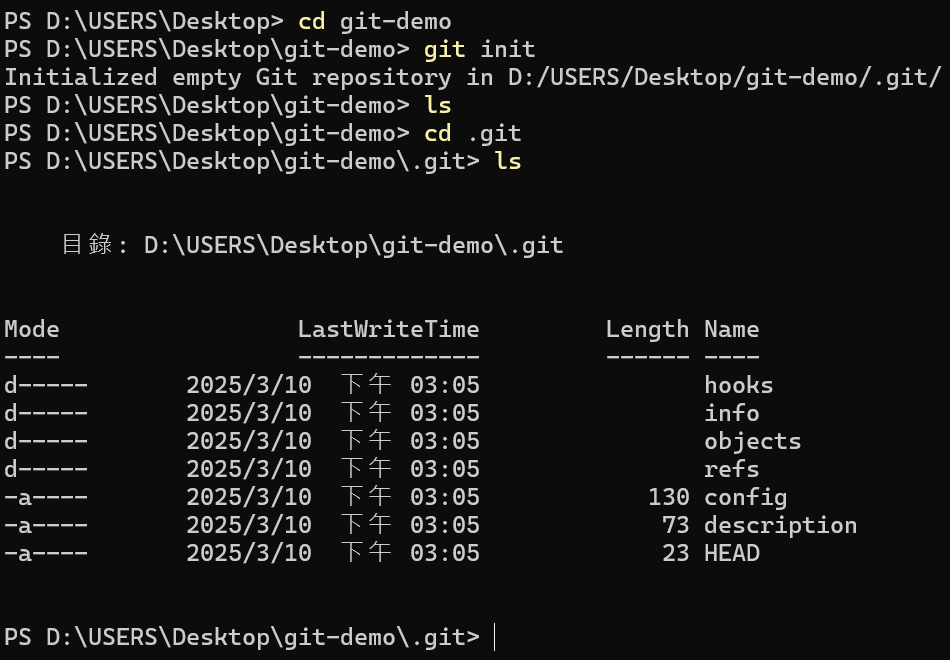 PS D:\USERS\Desktop> cd git-demo
PS D:\USERS\Desktop\git-demo> git init
Initialized empty Git repository in D:/USERS/Desktop/git-demo/.git/
PS D:\USERS\Desktop\git-demo> ls
PS D:\USERS\Desktop\git-demo> cd .git
PS D:\USERS\Desktop\git-demo\.git> ls
目錄: D:\USERS\Desktop\git-demo\.git
Mode LastWriteTime Length Name
---- ------------- ------ ----
d----- 2025/3/10 下午 03:05 hooks
d----- 2025/3/10 下午 03:05 info
d----- 2025/3/10 下午 03:05 objects
d----- 2025/3/10 下午 03:05 refs
-a---- 2025/3/10 下午 03:05 130 config
-a---- 2025/3/10 下午 03:05 73 description
-a---- 2025/3/10 下午 03:05 23 HEAD
PS D:\USERS\Desktop\git-demo\.git>